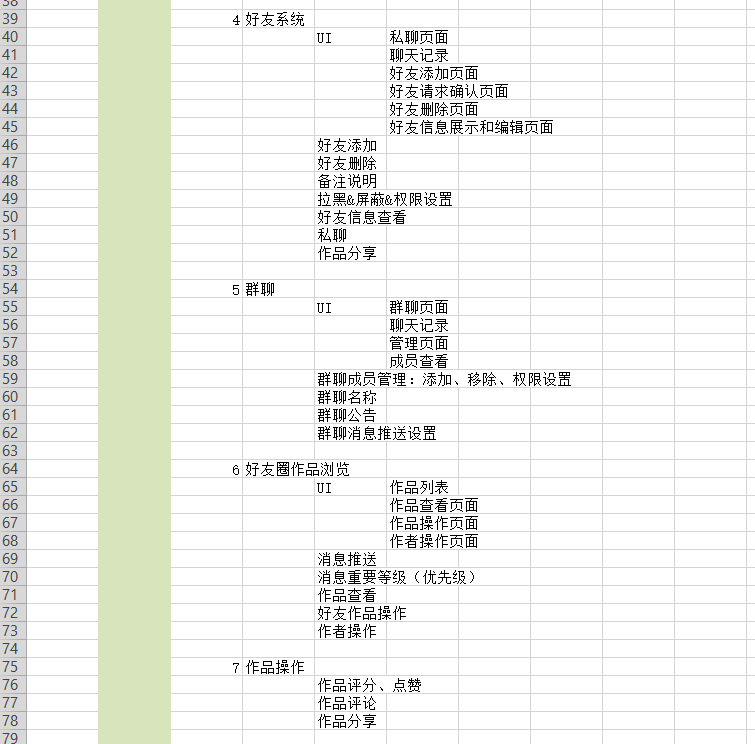 38
39 4 好友系统
40 UI 私聊页面
41 聊天记录
42 好友添加页面
43 好友请求确认页面
44 好友删除页面
45 好友信息展示和编辑页面
46 好友添加
47 好友删除
48 备注说明
49 拉黑&屏蔽&权限设置
50 好友信息查看
51 私聊
52 作品分享
53
54 5 群聊
55 UI 群聊页面
56 聊天记录
57 管理页面
58 成员查看
59 群聊成员管理：添加、移除、权限设置
60 群聊名称
61 群聊公告
62 群聊消息推送设置
63
64 6 好友圈作品浏览
65 UI 作品列表
66 作品查看页面
67 作品操作页面
68 作者操作页面
69 消息推送
70 消息重要等级（优先级）
71 作品查看
72 好友作品操作
73 作者操作
74
75 7 作品操作
76 作品评分、点赞
77 作品评论
78 作品分享
79